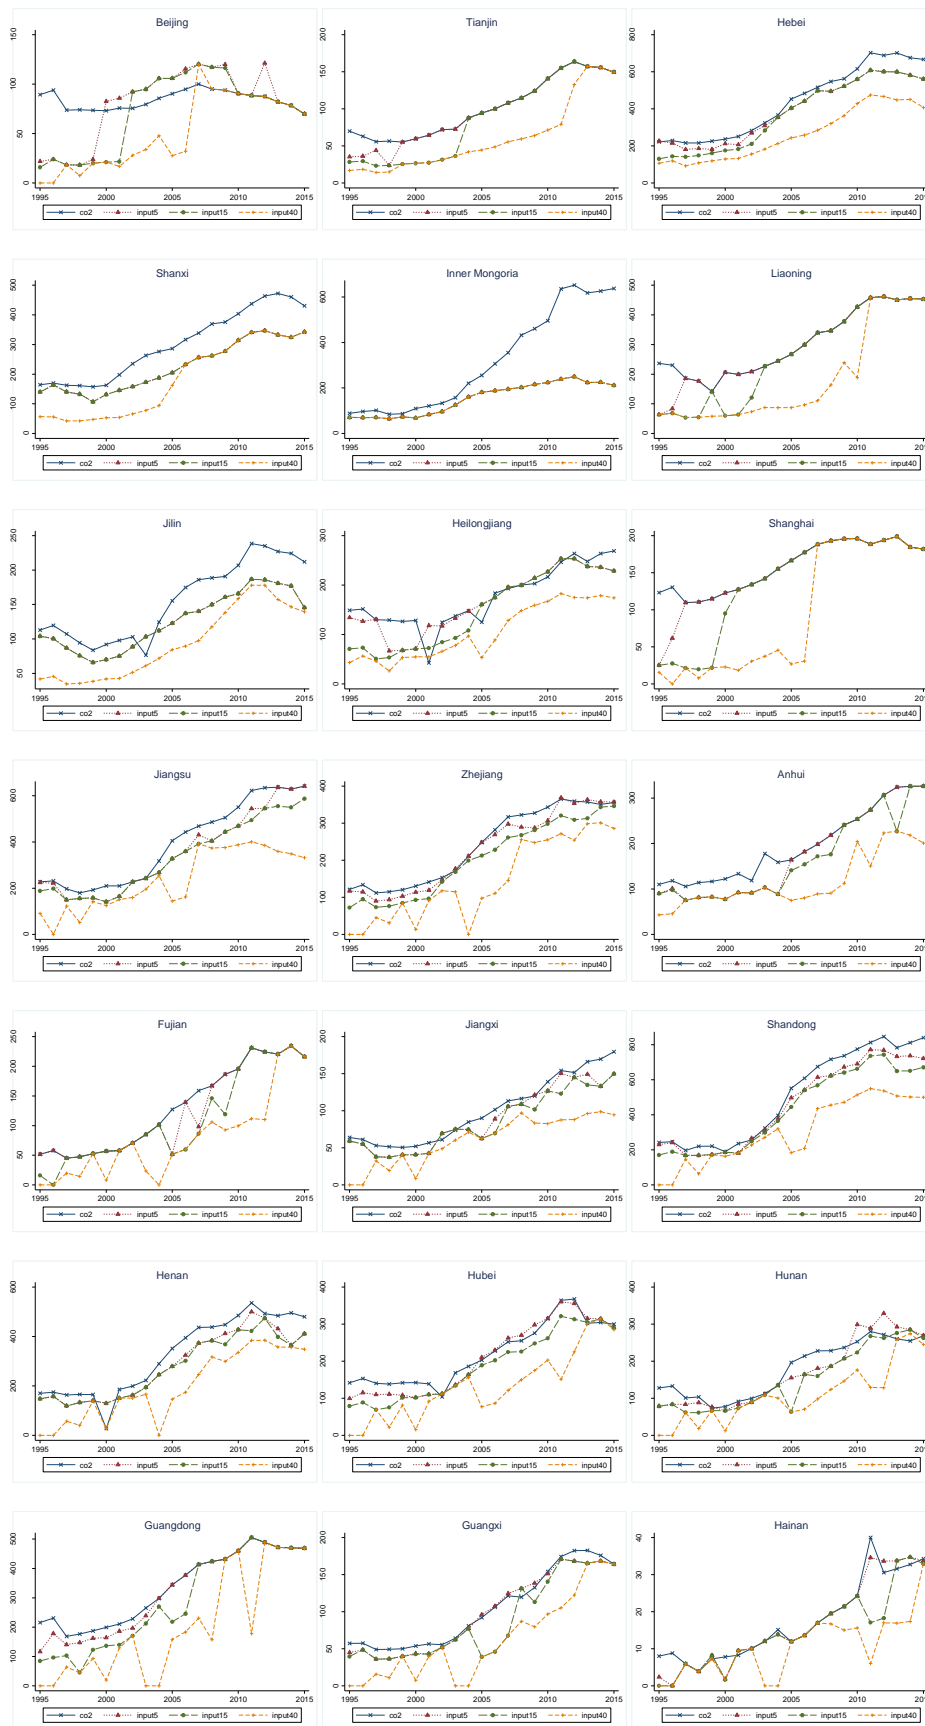 Beijing
0 50 100 150
1995 2000 2005 2010 2015
co2 input5 input15 input40
Tianjin
0 50 100 150 200
1995 2000 2005 2010 2015
co2 input5 input15 input40
Hebei
0 200 400 600 800
1995 2000 2005 2010 201
co2 input5 input15 input40
Shanxi
0 100 200 300 400 500
1995 2000 2005 2010 2015
co2 input5 input15 input40
Inner Mongoria
0 200 400 600
1995 2000 2005 2010 2015
co2 input5 input15 input40
Liaoning
0 100 200 300 400 500
1995 2000 2005 2010 2015
co2 input5 input15 input40
Jilin
50 100 150 200 250
1995 2000 2005 2010 2015
co2 input5 input15 input40
Heilongjiang
0 100 200 300
1995 2000 2005 2010 2015
co2 input5 input15 input40
Shanghai
0 50 100 150 200
1995 2000 2005 2010 2015
co2 input5 input15 input40
Jiangsu
0 200 400 600
1995 2000 2005 2010 2015
co2 input5 input15 input40
Zhejiang
0 100 200 300 400
1995 2000 2005 2010 2015
co2 input5 input15 input40
Anhui
0 100 200 300
1995 2000 2005 2010 2015
co2 input5 input15 input40
Fujian
0 50 100 150 200 250
1995 2000 2005 2010 2015
co2 input5 input15 input40
Jiangxi
0 50 100 150 200
1995 2000 2005 2010 2015
co2 input5 input15 input40
Shandong
0 200 400 600 800
1995 2000 2005 2010 2015
co2 input5 input15 input40
Henan
0 200 400 600
1995 2000 2005 2010 2015
co2 input5 input15 input40
Hubei
0 100 200 300 400
1995 2000 2005 2010 2015
co2 input5 input15 input40
Hunan
0 100 200 300 400
1995 2000 2005 2010 2015
co2 input5 input15 input40
Guangdong
0 100 200 300 400 500
1995 2000 2005 2010 2015
co2 input5 input15 input40
Guangxi
0 50 100 150 200
1995 2000 2005 2010 2015
co2 input5 input15 input40
Hainan
0 10 20 30 40
1995 2000 2005 2010 2015
co2 input5 input15 input40